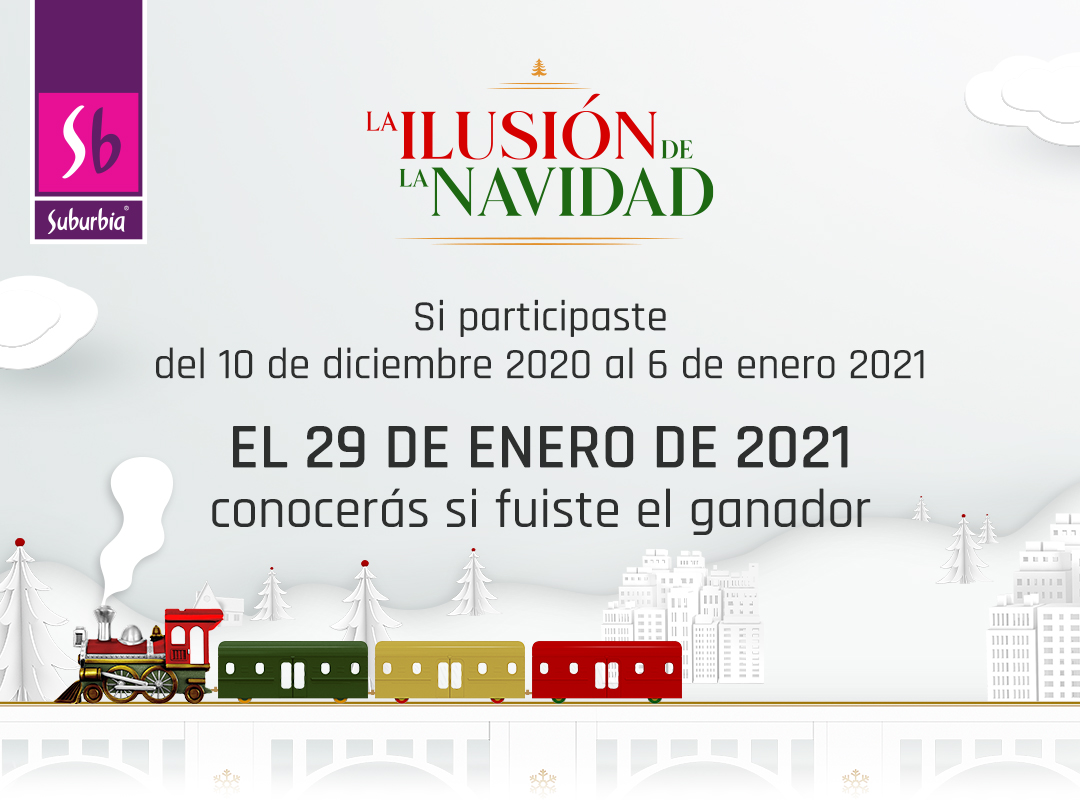 Sb
Suburbia®
LA ILUSIÓN DE
LA NAVIDAD
Si participaste
del 10 de diciembre 2020 al 6 de enero 2021
EL 29 DE ENERO DE 2021
conocerás si fuiste el ganador